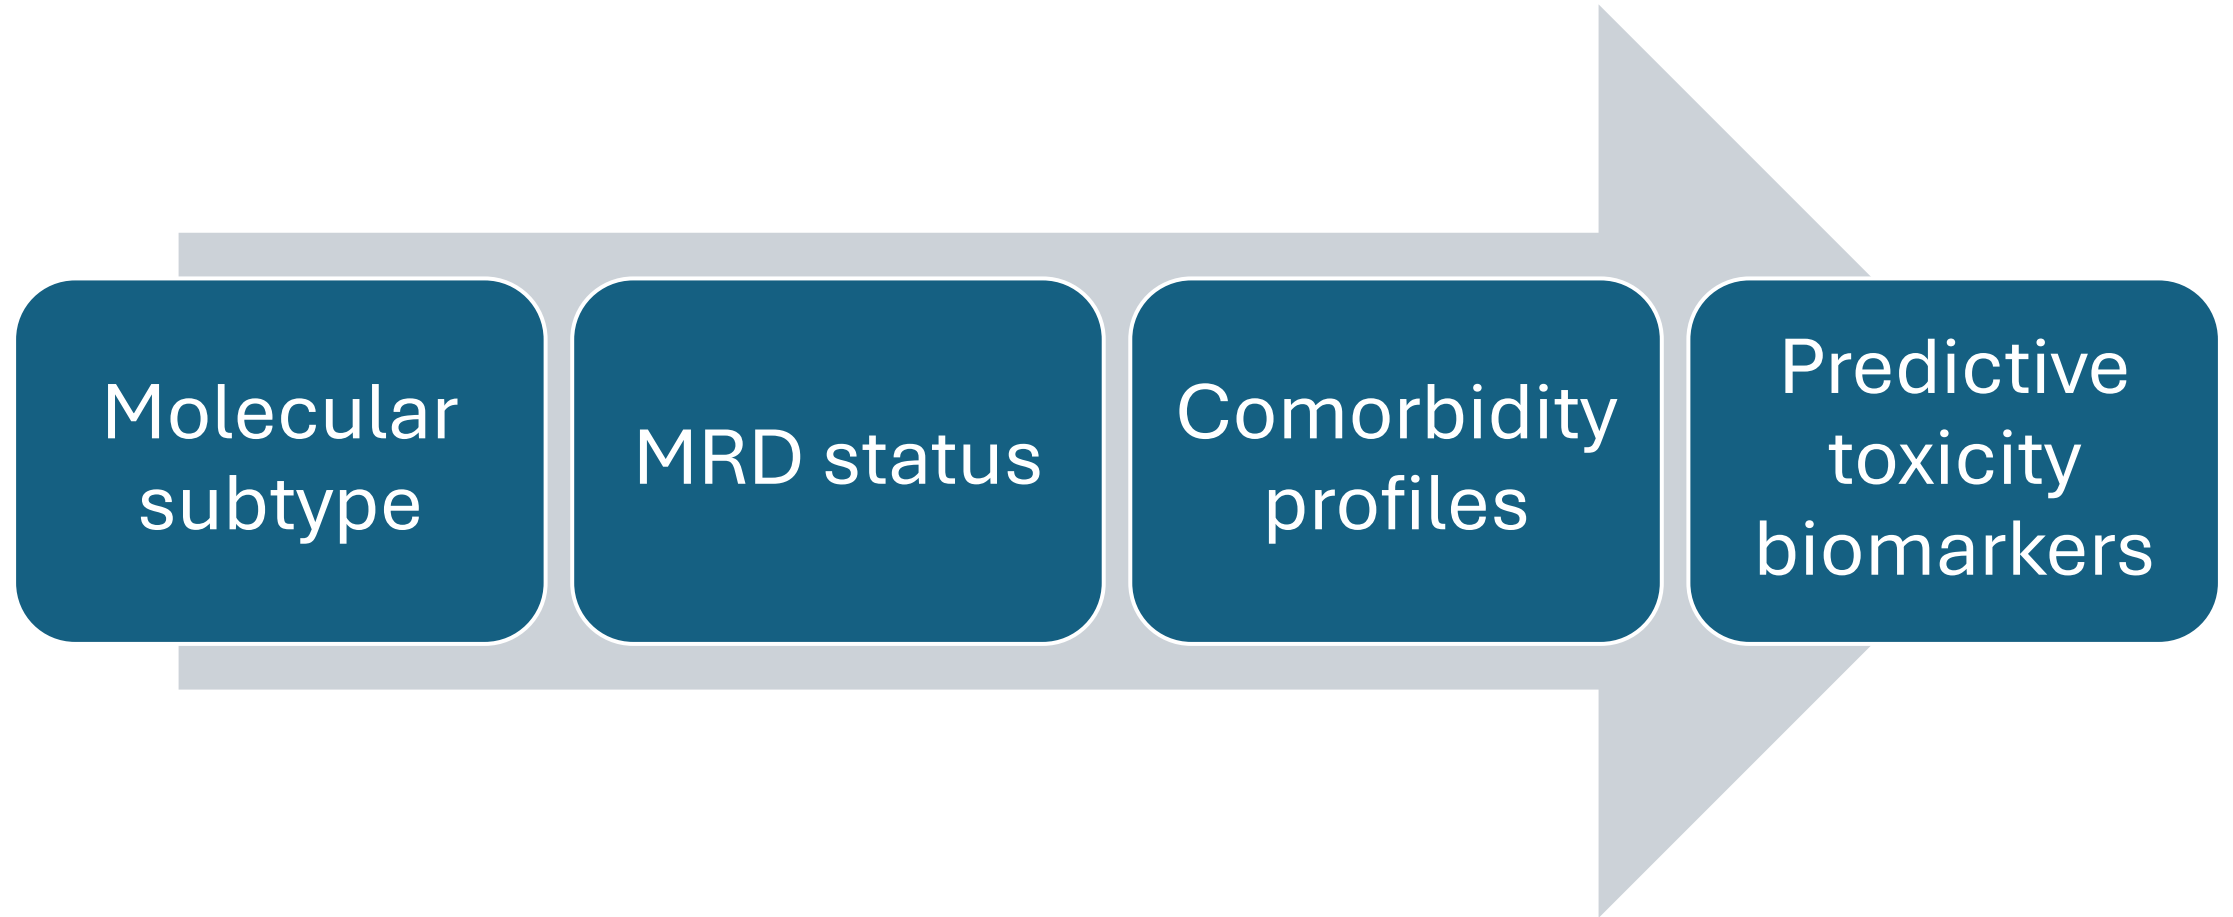 Molecular
subtype
MRD status
Comorbidity
profiles
Predictive
toxicity
biomarkers